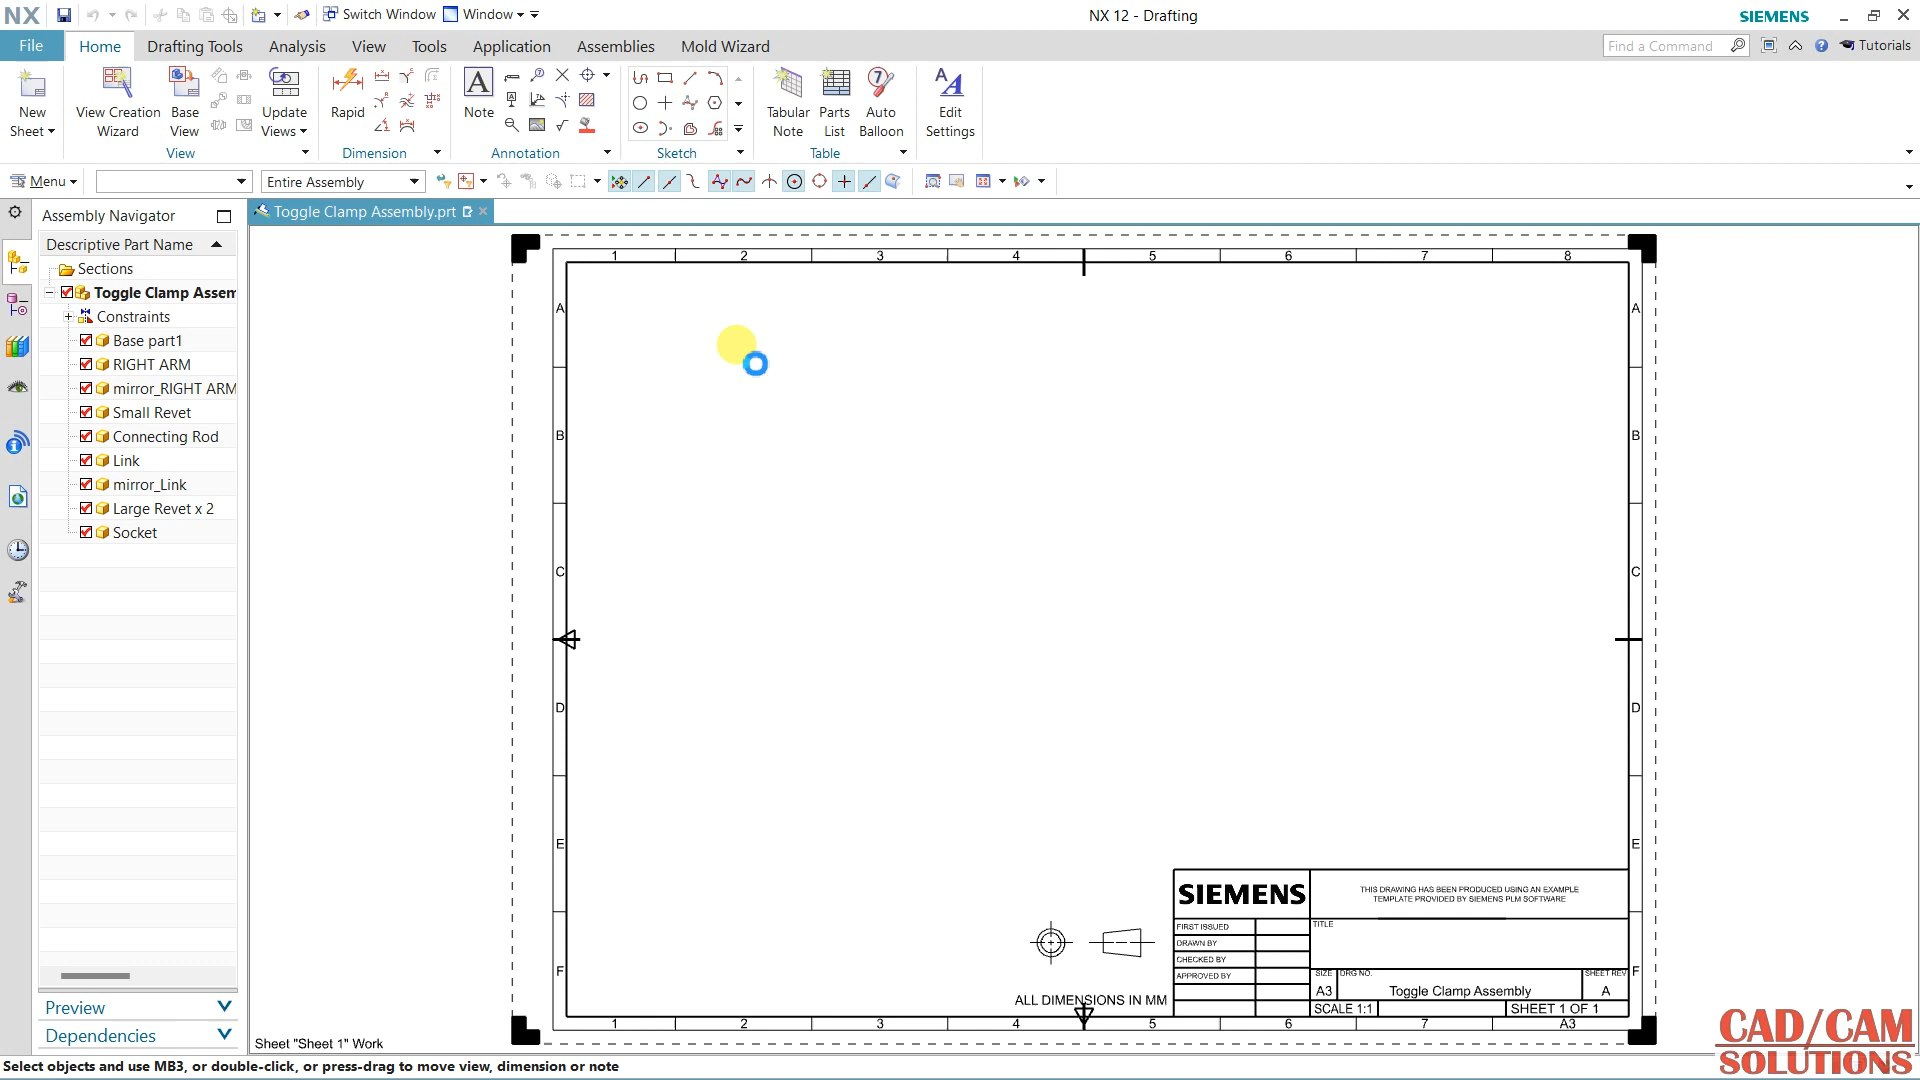 NX
Switch Window
Window
NX 12 - Drafting
SIEMENS
File
Home
Drafting Tools
Analysis
View
Tools
Application
Assemblies
Mold Wizard
Find a Command
Tutorials
New Sheet
View Creation Wizard
Base View
Update Views
Rapid
Note
Tabular Note
Parts List
Auto Balloon
Edit Settings
View
Dimension
Annotation
Sketch
Table
Menu
Entire Assembly
Assembly Navigator
Toggle Clamp Assembly.prt
Descriptive Part Name
Sections
Toggle Clamp Assem
Constraints
Base part1
RIGHT ARM
mirror_RIGHT ARM
Small Revet
Connecting Rod
Link
mirror_Link
Large Revet x 2
Socket
Preview
Dependencies
1 2 3 4 5 6 7 8
A A
B B
C C
D D
E E
F F
SIEMENS
THIS DRAWING HAS BEEN PRODUCED USING AN EXAMPLE
TEMPLATE PROVIDED BY SIEMENS PLM SOFTWARE
FIRST ISSUED
TITLE
DRAWN BY
CHECKED BY
APPROVED BY
SIZE
DRG NO.
SHEET REV
A3
Toggle Clamp Assembly
A
ALL DIMENSIONS IN MM
SCALE 1:1
SHEET 1 OF 1
1 2 3 4 5 6 7 A3
Sheet "Sheet 1" Work
CAD/CAM
SOLUTIONS
Select objects and use MB3, or double-click, or press-drag to move view, dimension or note